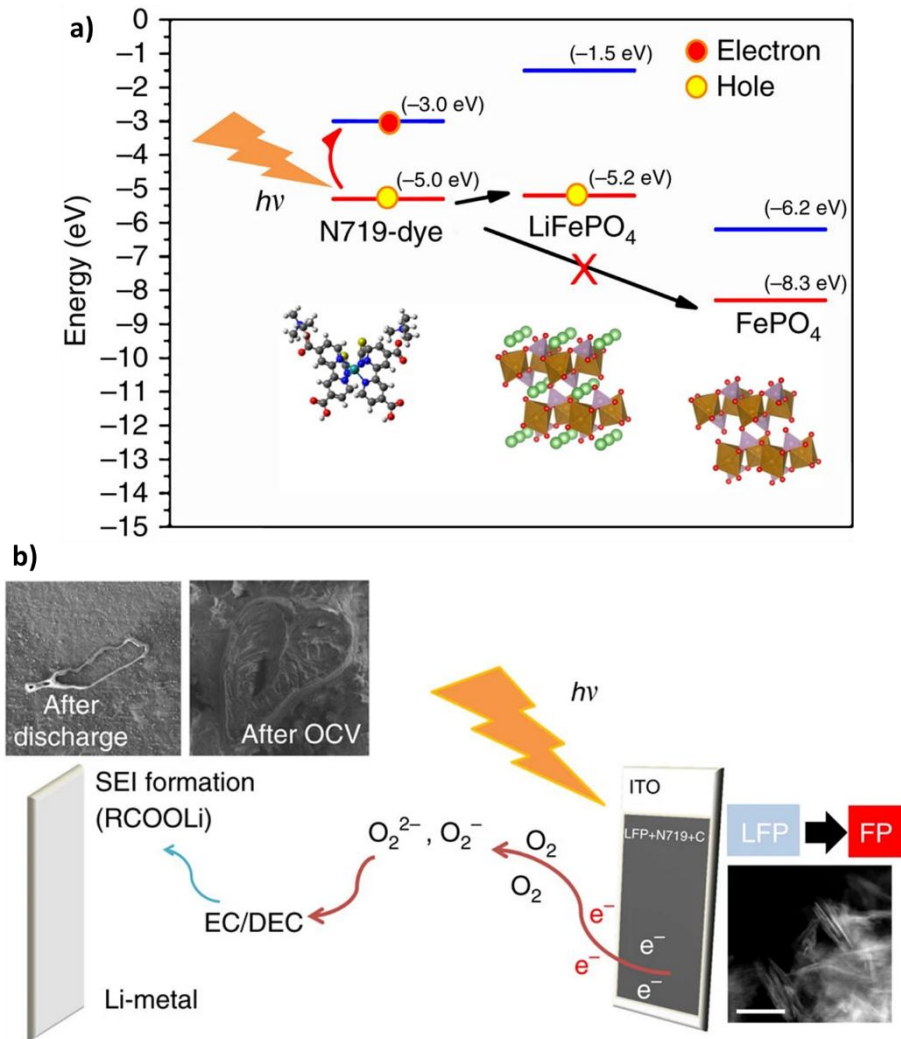 a)
0
−1
−2
−3
−4
−5
−6
−7
−8
−9
−10
−11
−12
−13
−14
−15
Energy (eV)
Electron
Hole
(−1.5 eV)
(−3.0 eV)
(−5.0 eV)
(−5.2 eV)
(−6.2 eV)
(−8.3 eV)
hν
N719-dye
LiFePO4
X
FePO4
b)
After
discharge
After OCV
hν
SEI formation
(RCOOLi)
ITO
LFP+N719+C
LFP
FP
O2^2−, O2^−
O2
O2
EC/DEC
e−
e−
e−
e−
Li-metal